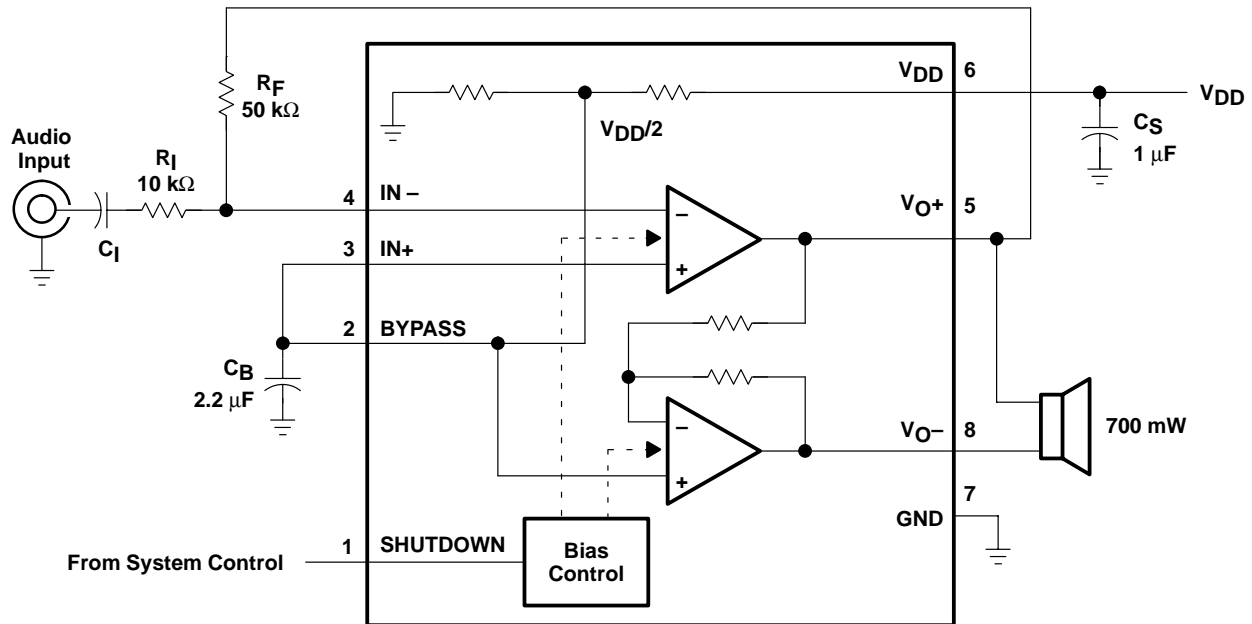 VDD 6
RF
50 kΩ
VDD
VDD/2
CS
1 μF
Audio
Input
RI
10 kΩ
CI
4 IN –
VO+ 5
–
+
3 IN+
2 BYPASS
CB
2.2 μF
–
+
VO– 8
700 mW
7
GND
From System Control
1 SHUTDOWN
Bias
Control